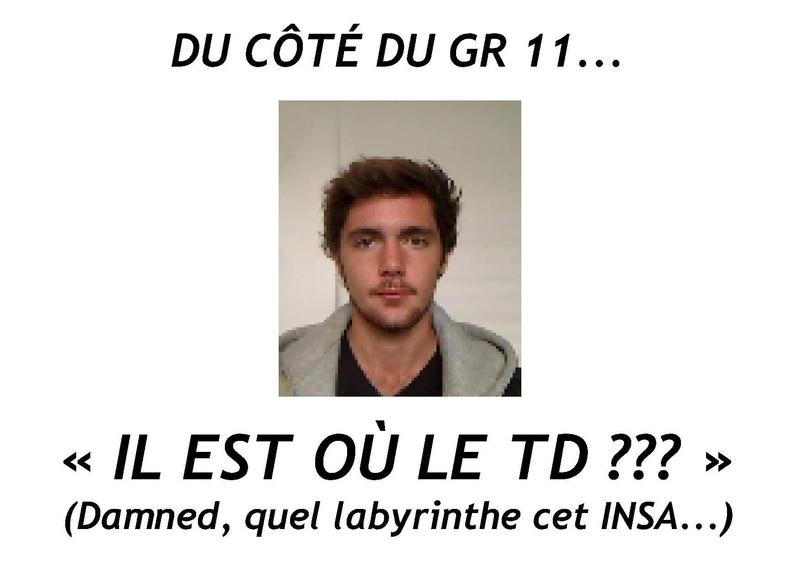 DU CÔTÉ DU GR 11...
« IL EST OÙ LE TD ??? »
(Damned, quel labyrinthe cet INSA...)